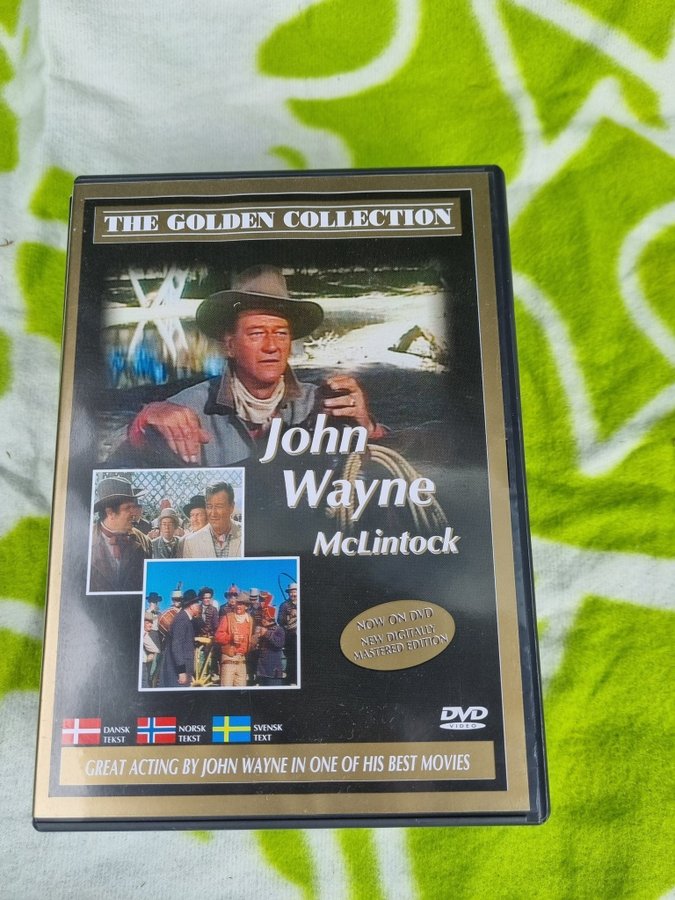 THE GOLDEN COLLECTION
John
Wayne
McLintock
NOW ON DVD
NEW DIGITALLY
MASTERED EDITION
DVD
VIDEO
DANSK
TEKST
NORSK
TEKST
SVENSK
TEXT
GREAT ACTING BY JOHN WAYNE IN ONE OF HIS BEST MOVIES